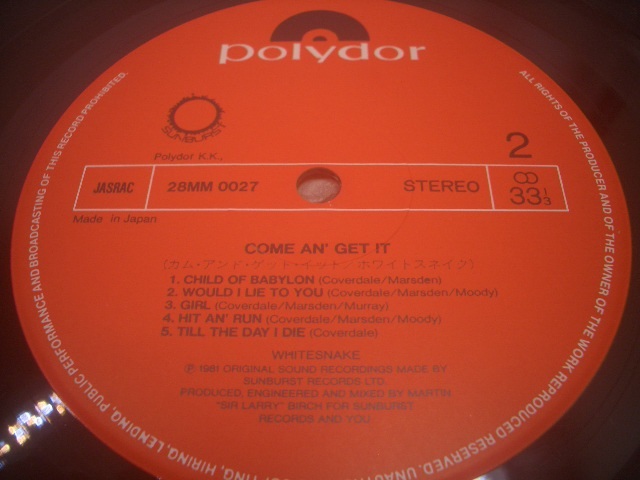 polydor
SUNBURST
Polydor K.K.,
2
JASRAC
28MM 0027
STEREO
CD
33 1/3
Made in Japan
COME AN' GET IT
(カム・アンド・ゲット・イット/ホワイトスネイク)
1. CHILD OF BABYLON (Coverdale/Marsden)
2. WOULD I LIE TO YOU (Coverdale/Marsden/Moody)
3. GIRL (Coverdale/Marsden/Murray)
4. HIT AN' RUN (Coverdale/Marsden/Moody)
5. TILL THE DAY I DIE (Coverdale)
WHITESNAKE
Ⓟ 1981 ORIGINAL SOUND RECORDINGS MADE BY
SUNBURST RECORDS LTD.
PRODUCED, ENGINEERED AND MIXED BY MARTIN
"SIR LARRY" BIRCH FOR SUNBURST
RECORDS AND YOU
ALL RIGHTS OF THE PRODUCER AND OF THE OWNER OF THE WORK REPRODUCED RESERVED.
HIRING, LENDING, PUBLIC PERFORMANCE AND BROADCASTING OF THIS RECORD PROHIBITED.